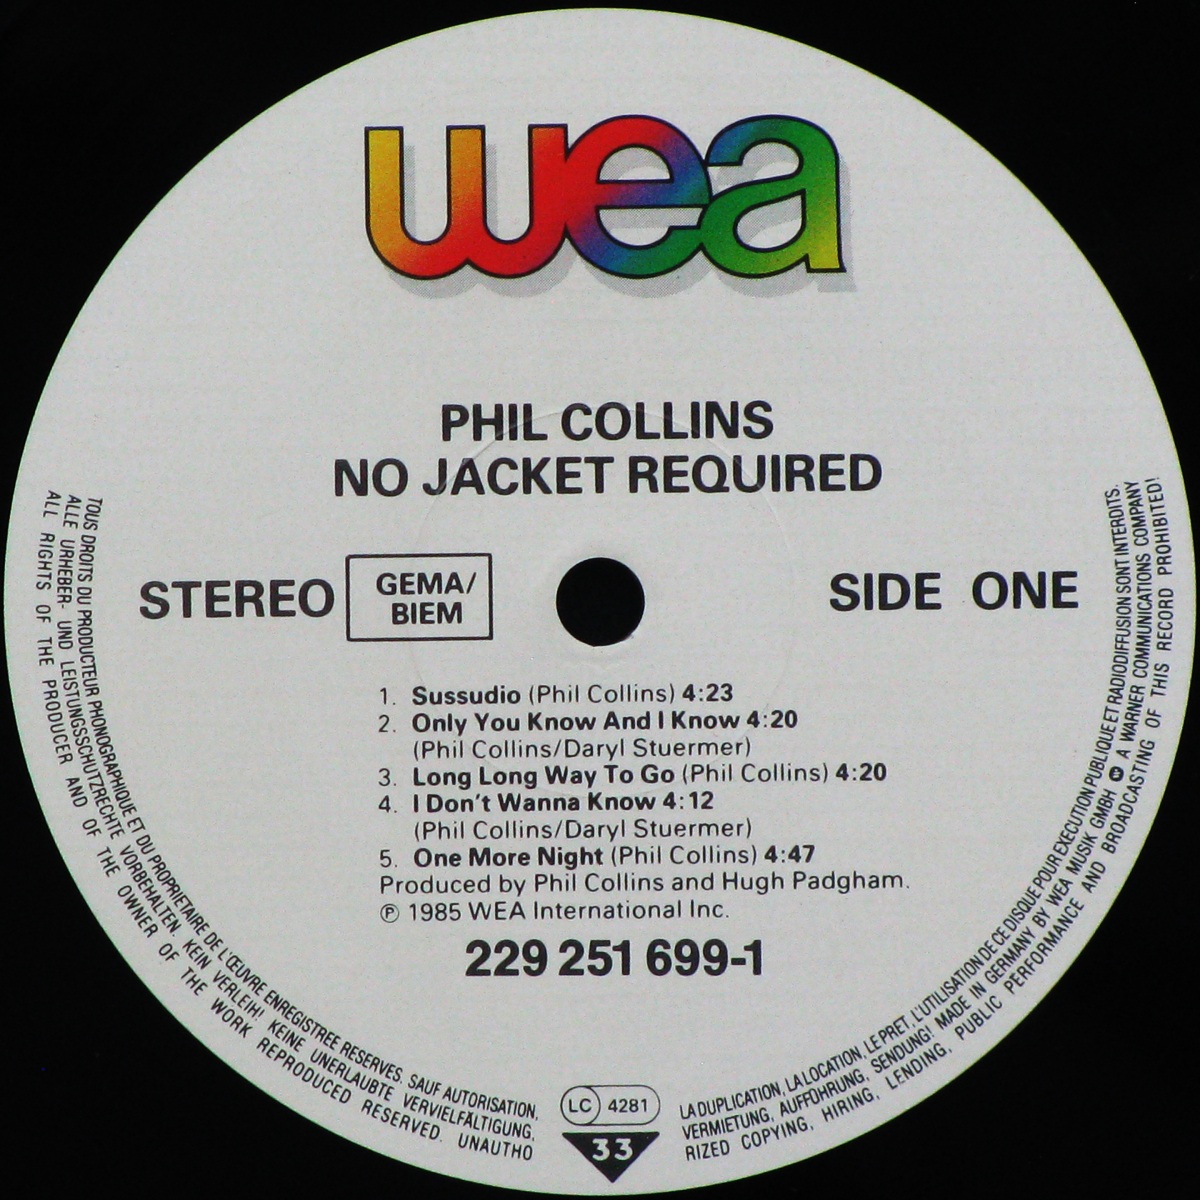 wea
PHIL COLLINS
NO JACKET REQUIRED
STEREO
GEMA/
BIEM
SIDE ONE
1. Sussudio (Phil Collins) 4:23
2. Only You Know And I Know 4:20
(Phil Collins/Daryl Stuermer)
3. Long Long Way To Go (Phil Collins) 4:20
4. I Don't Wanna Know 4:12
(Phil Collins/Daryl Stuermer)
5. One More Night (Phil Collins) 4:47
Produced by Phil Collins and Hugh Padgham.
℗ 1985 WEA International Inc.
229 251 699-1
TOUS DROITS DU PRODUCTEUR PHONOGRAPHIQUE ET DU PROPRIETAIRE DE L'ŒUVRE ENREGISTREE RESERVES. SAUF AUTORISATION, LA DUPLICATION, LA LOCATION, LE PRET, L'UTILISATION DE CE DISQUE POUR EXECUTION PUBLIQUE ET RADIODIFFUSION SONT INTERDITS.
ALLE URHEBER- UND LEISTUNGSSCHUTZRECHTE VORBEHALTEN. KEIN VERLEIH! KEINE UNERLAUBTE VERVIELFÄLTIGUNG, VERMIETUNG, AUFFÜHRUNG, SENDUNG! MADE IN GERMANY BY WEA MUSIK GMBH A WARNER COMMUNICATIONS COMPANY
ALL RIGHTS OF THE PRODUCER AND OF THE OWNER OF THE WORK REPRODUCED RESERVED. UNAUTHORIZED COPYING, HIRING, LENDING, PUBLIC PERFORMANCE AND BROADCASTING OF THIS RECORD PROHIBITED!
LC 4281
33